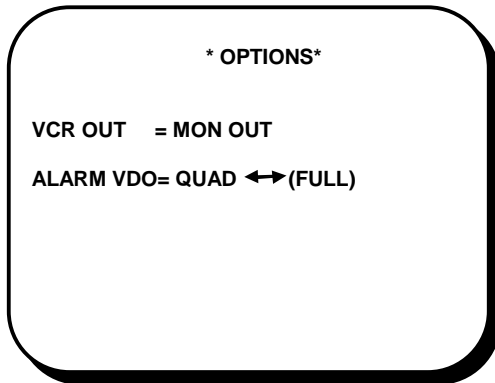 * OPTIONS*
VCR OUT = MON OUT
ALARM VDO= QUAD ↔ (FULL)